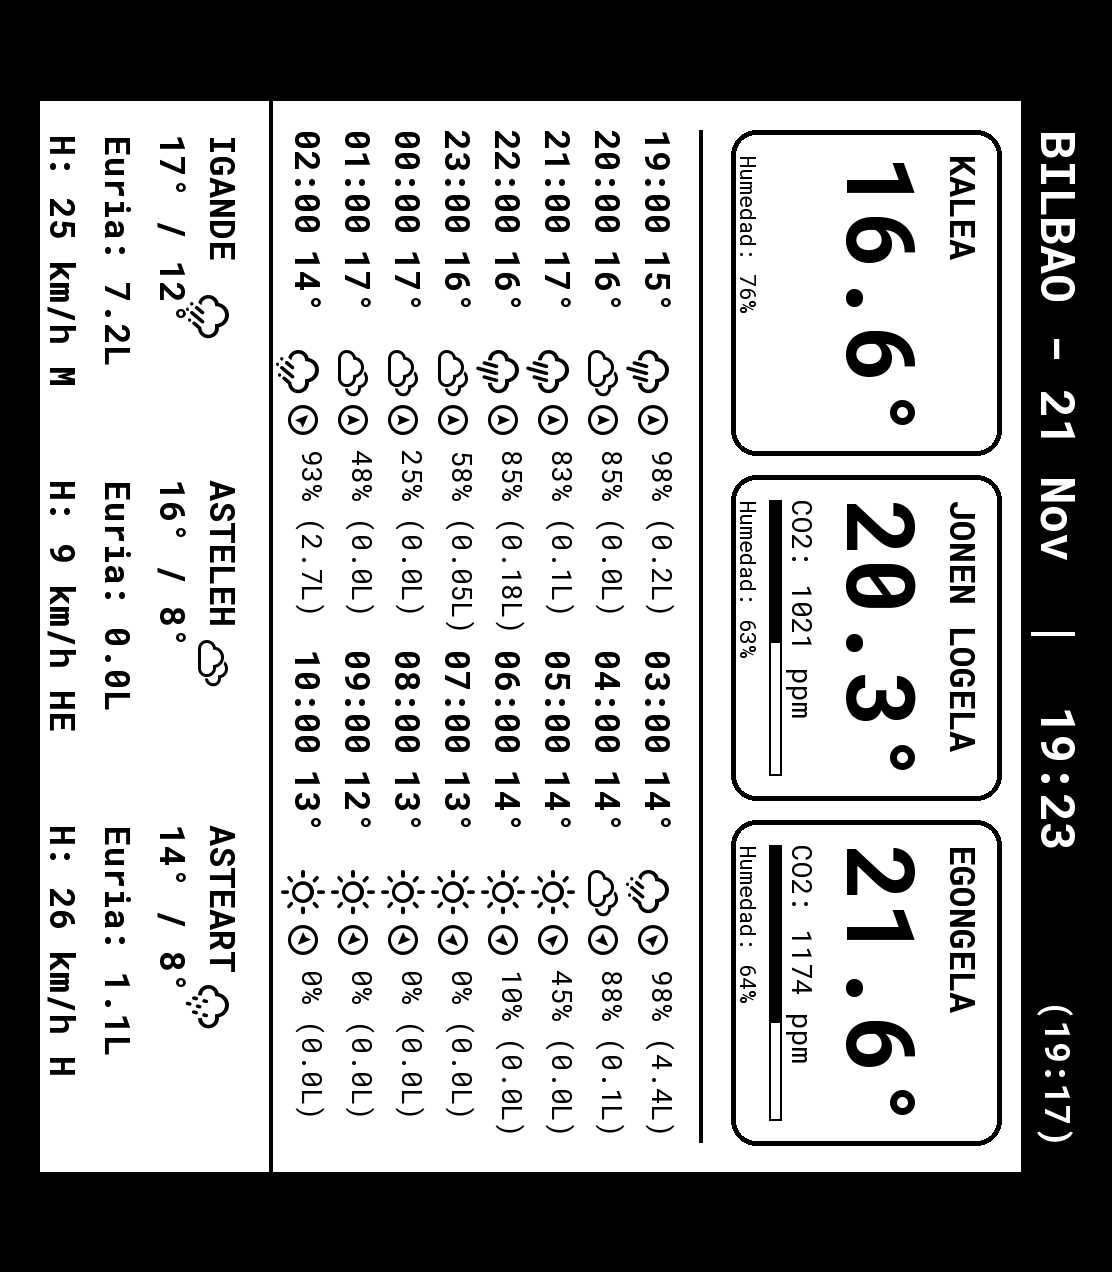 BILBAO - 21 Nov | 19:23 (19:17)
KALEA
16.6°
Humedad: 76%
JONEN LOGELA
20.3°
CO2: 1021 ppm
Humedad: 63%
EGONGELA
21.6°
CO2: 1174 ppm
Humedad: 64%
19:00 15° 98% (0.2L)
20:00 16° 85% (0.0L)
21:00 17° 83% (0.1L)
22:00 16° 85% (0.18L)
23:00 16° 58% (0.05L)
00:00 17° 25% (0.0L)
01:00 17° 48% (0.0L)
02:00 14° 93% (2.7L)
03:00 14° 98% (4.4L)
04:00 14° 88% (0.1L)
05:00 14° 45% (0.0L)
06:00 14° 10% (0.0L)
07:00 13° 0% (0.0L)
08:00 13° 0% (0.0L)
09:00 12° 0% (0.0L)
10:00 13° 0% (0.0L)
IGANDE
17° / 12°
Euria: 7.2L
H: 25 km/h M
ASTELEH
16° / 8°
Euria: 0.0L
H: 9 km/h HE
ASTEART
14° / 8°
Euria: 1.1L
H: 26 km/h H